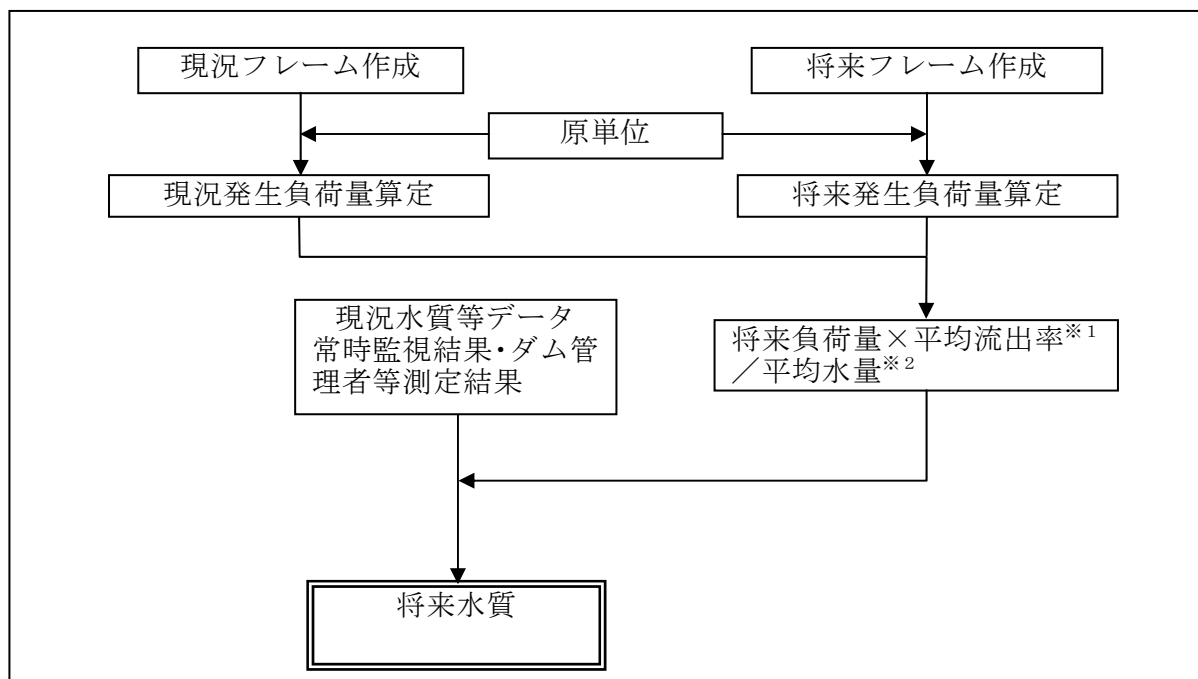 現況フレーム作成
将来フレーム作成
原単位
現況発生負荷量算定
将来発生負荷量算定
現況水質等データ
常時監視結果・ダム管
理者等測定結果
将来負荷量×平均流出率※1
／平均水量※2
将来水質